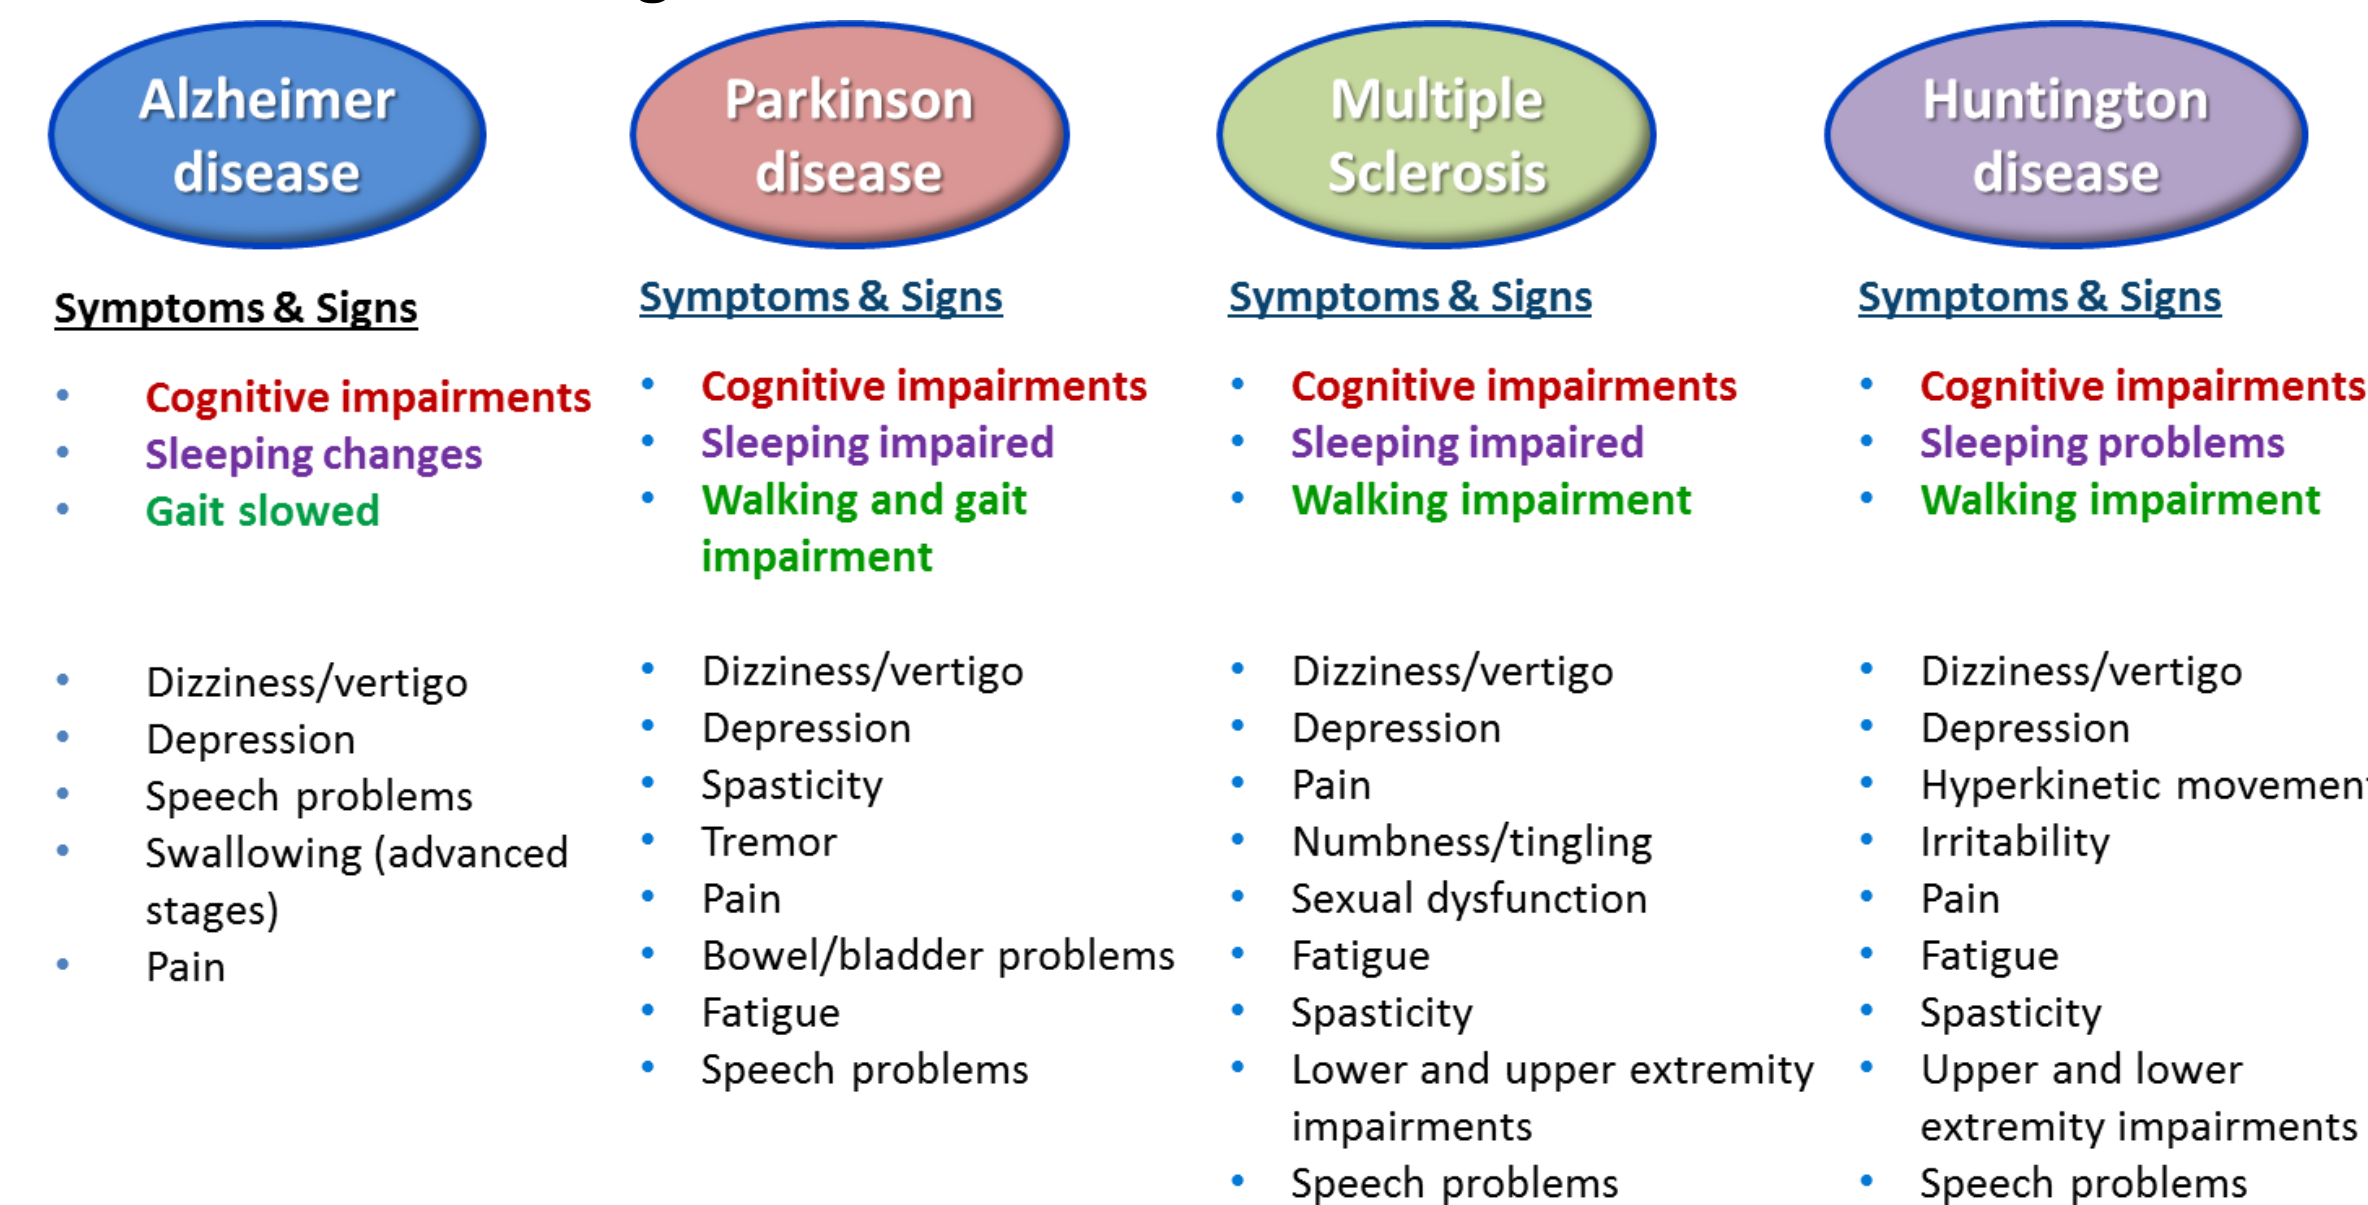 Alzheimer
disease
Symptoms & Signs
• Cognitive impairments
• Sleeping changes
• Gait slowed
• Dizziness/vertigo
• Depression
• Speech problems
• Swallowing (advanced
stages)
• Pain
Parkinson
disease
Symptoms & Signs
• Cognitive impairments
• Sleeping impaired
• Walking and gait
impairment
• Dizziness/vertigo
• Depression
• Spasticity
• Tremor
• Pain
• Bowel/bladder problems
• Fatigue
• Speech problems
Multiple
Sclerosis
Symptoms & Signs
• Cognitive impairments
• Sleeping impaired
• Walking impairment
• Dizziness/vertigo
• Depression
• Pain
• Numbness/tingling
• Sexual dysfunction
• Fatigue
• Spasticity
• Lower and upper extremity
impairments
• Speech problems
Huntington
disease
Symptoms & Signs
• Cognitive impairments
• Sleeping problems
• Walking impairment
• Dizziness/vertigo
• Depression
• Hyperkinetic movement
• Irritability
• Pain
• Fatigue
• Spasticity
• Upper and lower
extremity impairments
• Speech problems